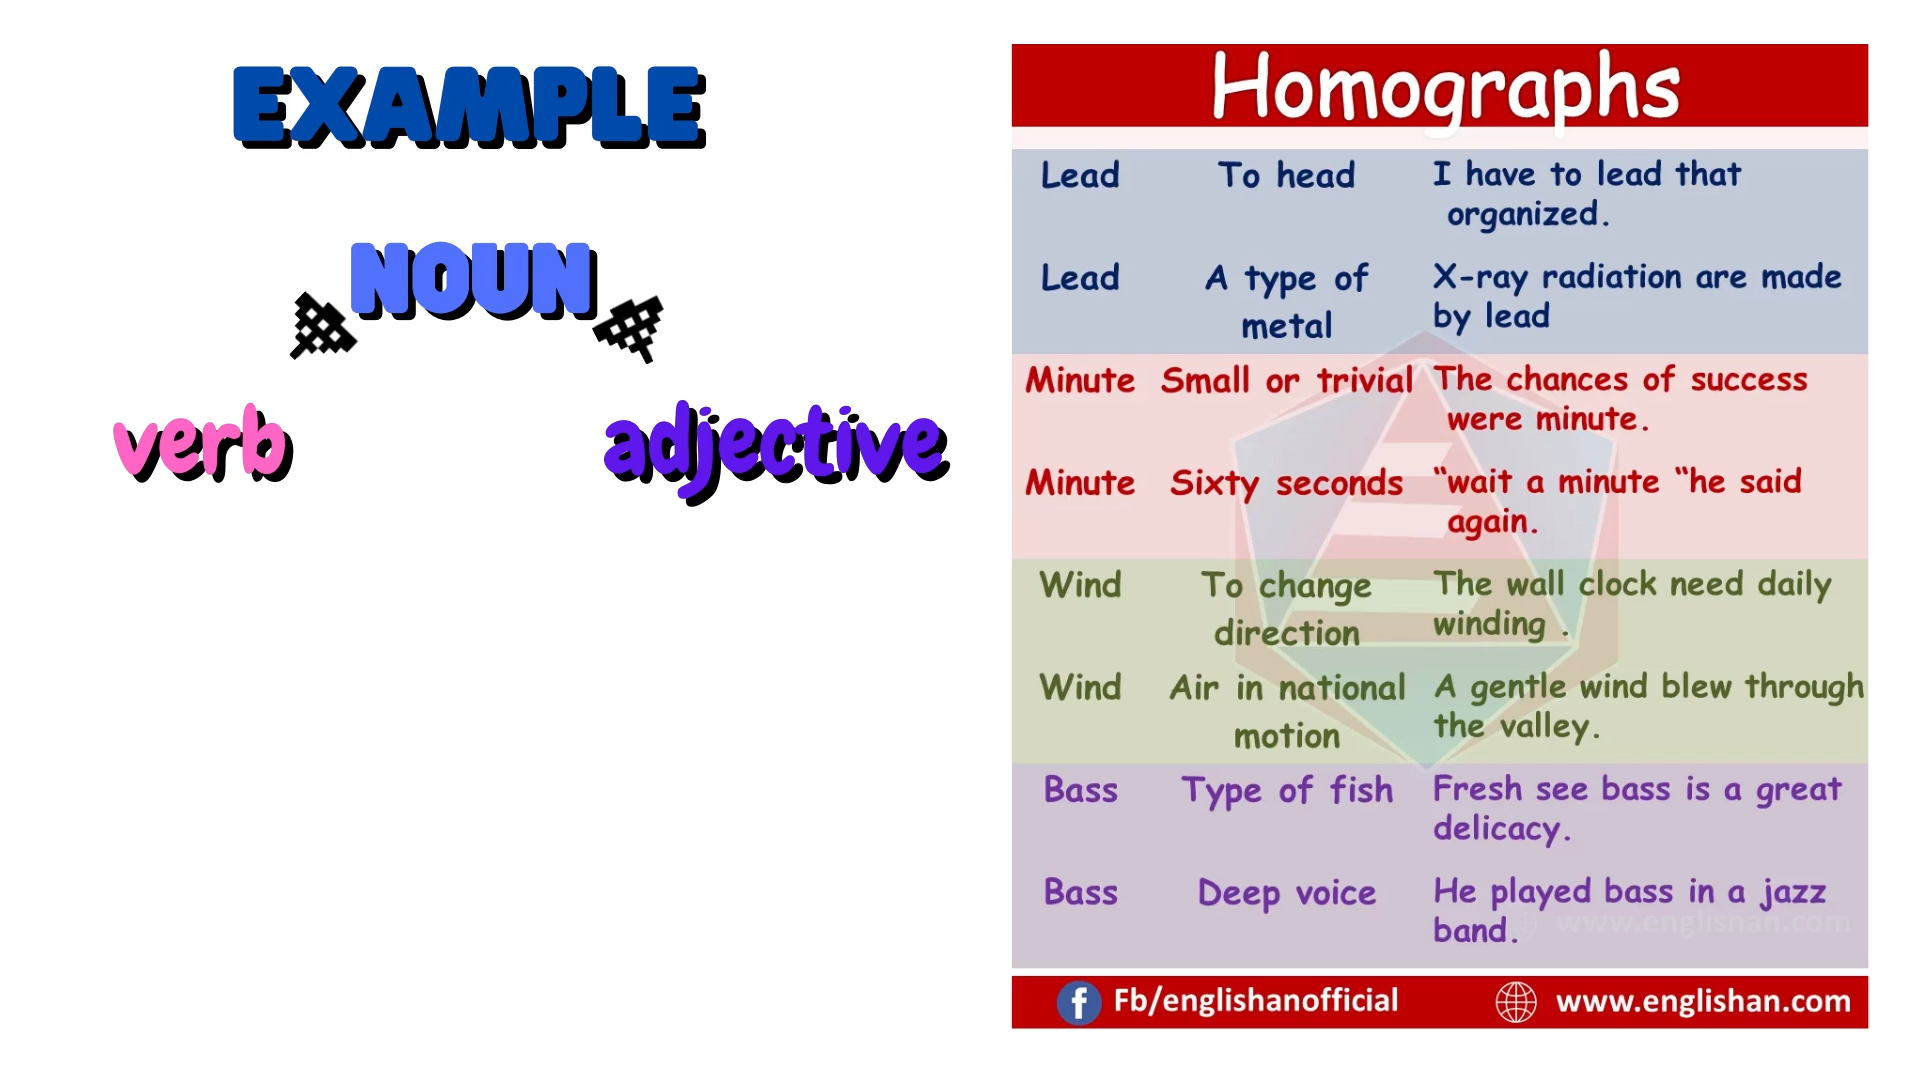 EXAMPLE
NOUN
verb
adjective
Homographs
Lead To head I have to lead that
organized.
Lead A type of X-ray radiation are made
metal by lead
Minute Small or trivial The chances of success
were minute.
Minute Sixty seconds “wait a minute “he said
again.
Wind To change The wall clock need daily
direction winding .
Wind Air in national A gentle wind blew through
motion the valley.
Bass Type of fish Fresh see bass is a great
delicacy.
Bass Deep voice He played bass in a jazz
band. www.englishan.com
Fb/englishanofficial www.englishan.com